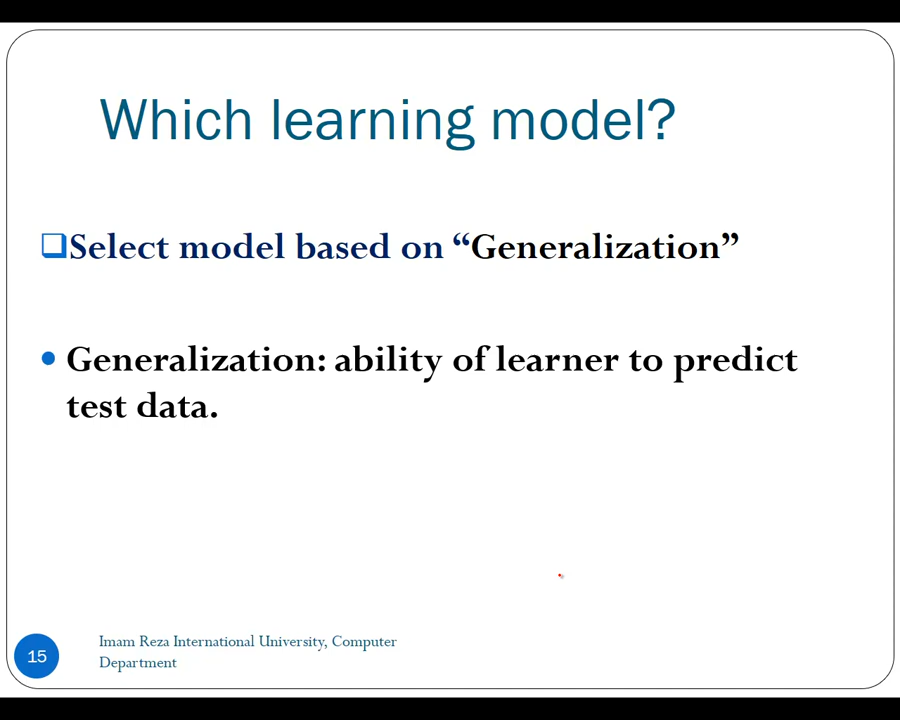 Which learning model?
Select model based on “Generalization”
Generalization: ability of learner to predict
test data.
Imam Reza International University, Computer
Department
15